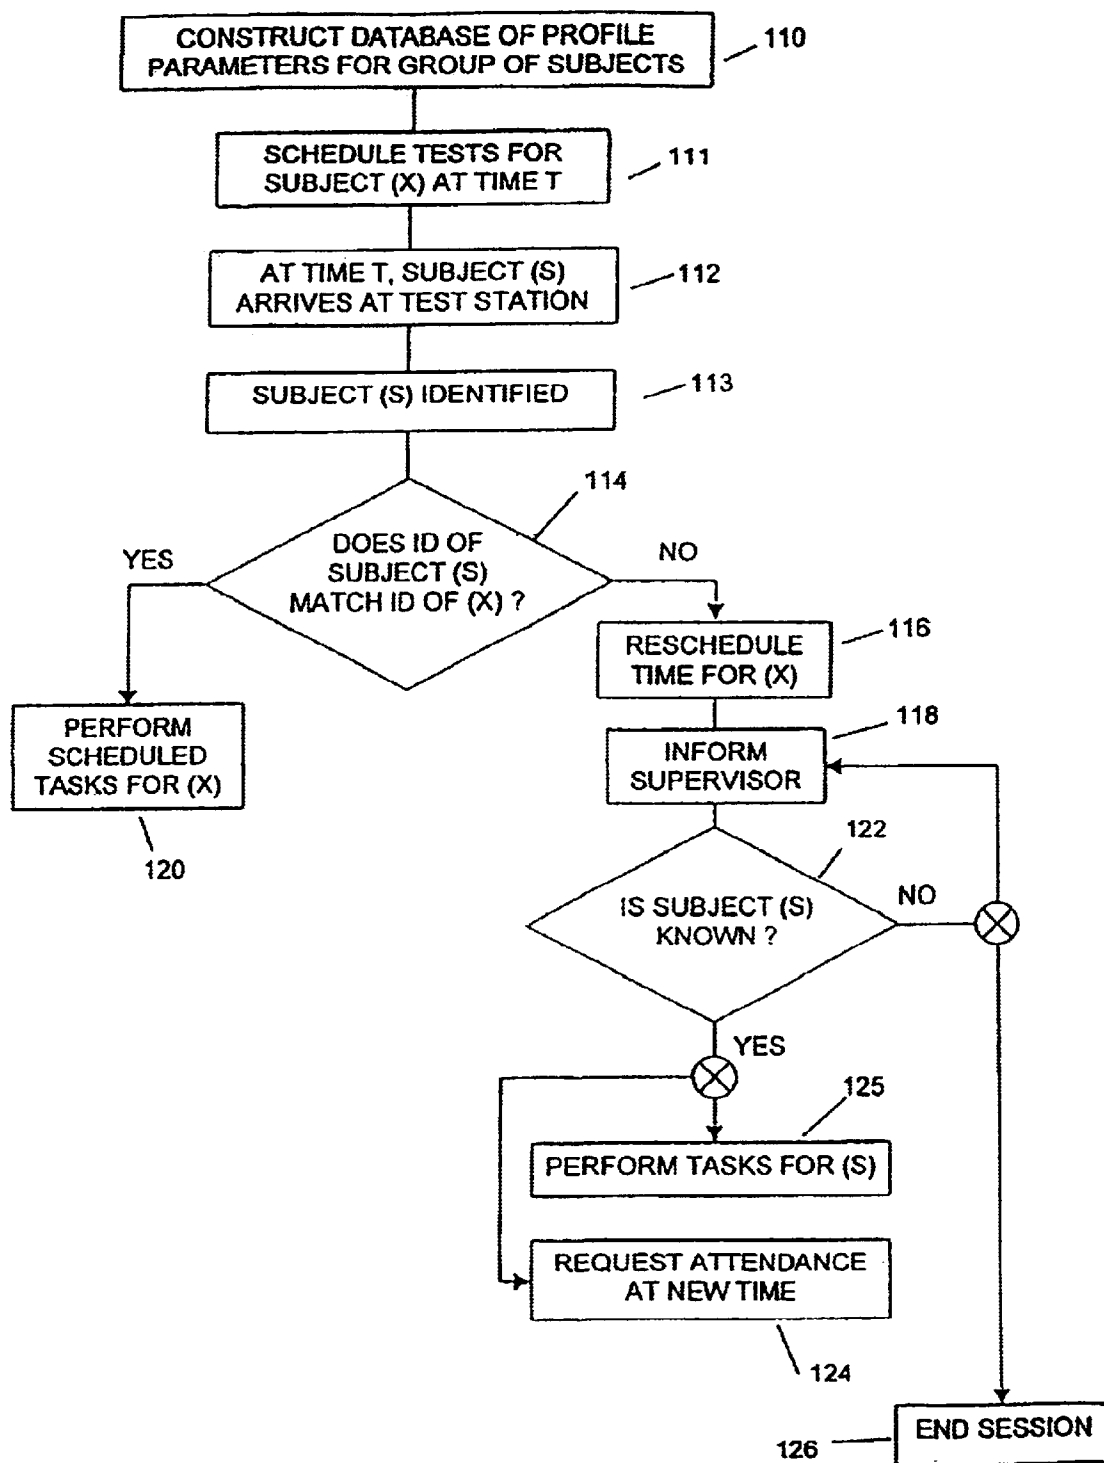 CONSTRUCT DATABASE OF PROFILE
PARAMETERS FOR GROUP OF SUBJECTS
110
SCHEDULE TESTS FOR
SUBJECT (X) AT TIME T
111
AT TIME T, SUBJECT (S)
ARRIVES AT TEST STATION
112
SUBJECT (S) IDENTIFIED
113
114
DOES ID OF
SUBJECT (S)
MATCH ID OF (X) ?
YES
NO
RESCHEDULE
TIME FOR (X)
116
PERFORM
SCHEDULED
TASKS FOR (X)
120
INFORM
SUPERVISOR
118
122
IS SUBJECT (S)
KNOWN ?
NO
YES
125
PERFORM TASKS FOR (S)
REQUEST ATTENDANCE
AT NEW TIME
124
END SESSION
126